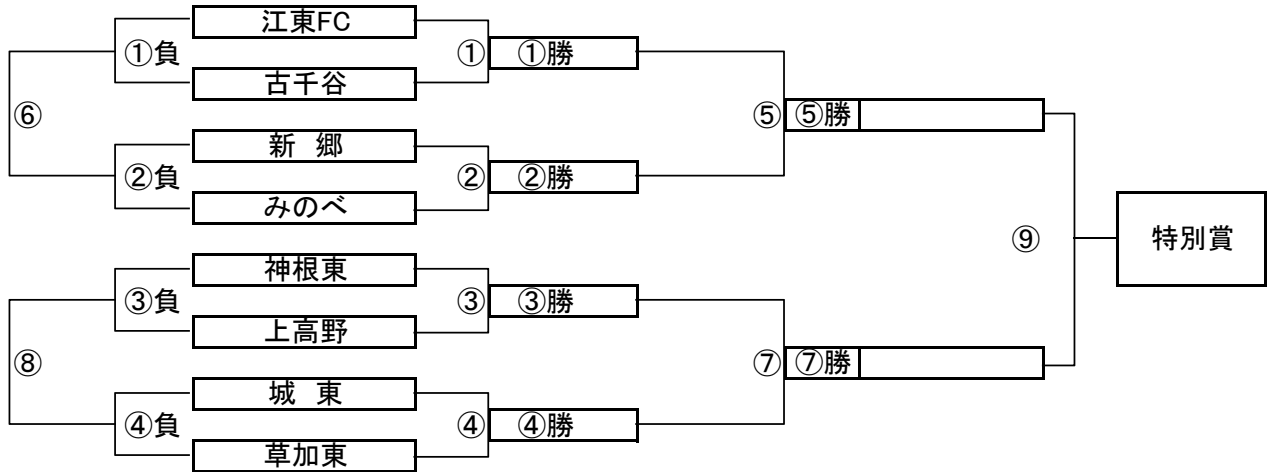 江東FC
①負 ① ①勝
古千谷
⑥ ⑤ ⑤勝
新 郷
②負 ② ②勝
みのべ
⑨ 特別賞
神根東
③負 ③ ③勝
上高野
⑧ ⑦ ⑦勝
城 東
④負 ④ ④勝
草加東